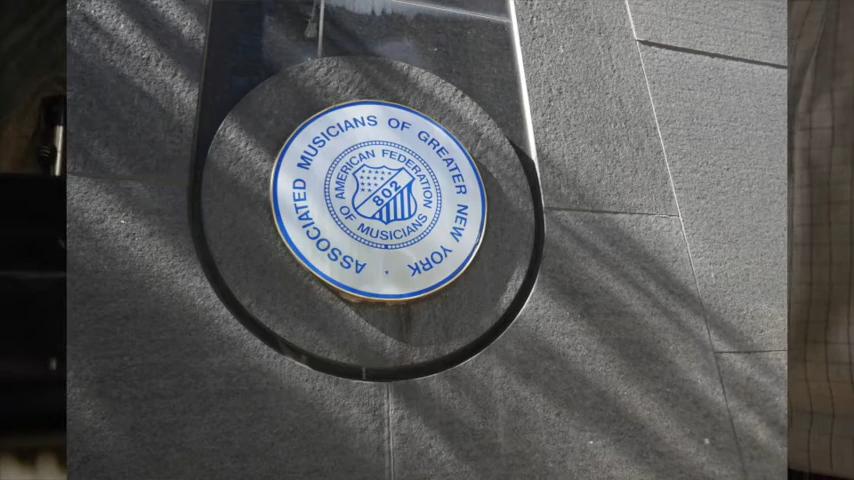 ASSOCIATED MUSICIANS OF GREATER NEW YORK
AMERICAN FEDERATION
OF MUSICIANS
802